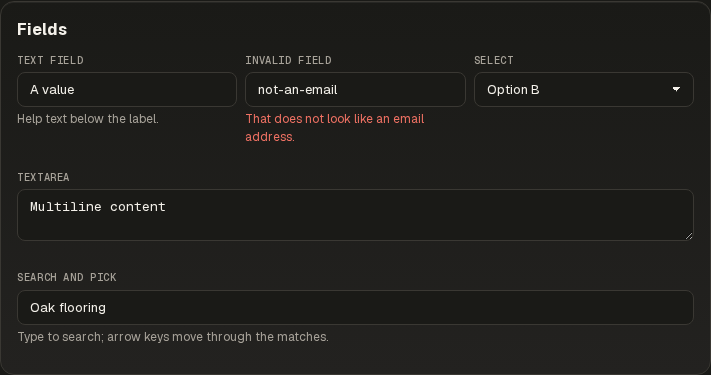 Fields
TEXT FIELD
INVALID FIELD
SELECT
A value
not-an-email
Option B
Help text below the label.
That does not look like an email
address.
TEXTAREA
Multiline content
SEARCH AND PICK
Oak flooring
Type to search; arrow keys move through the matches.